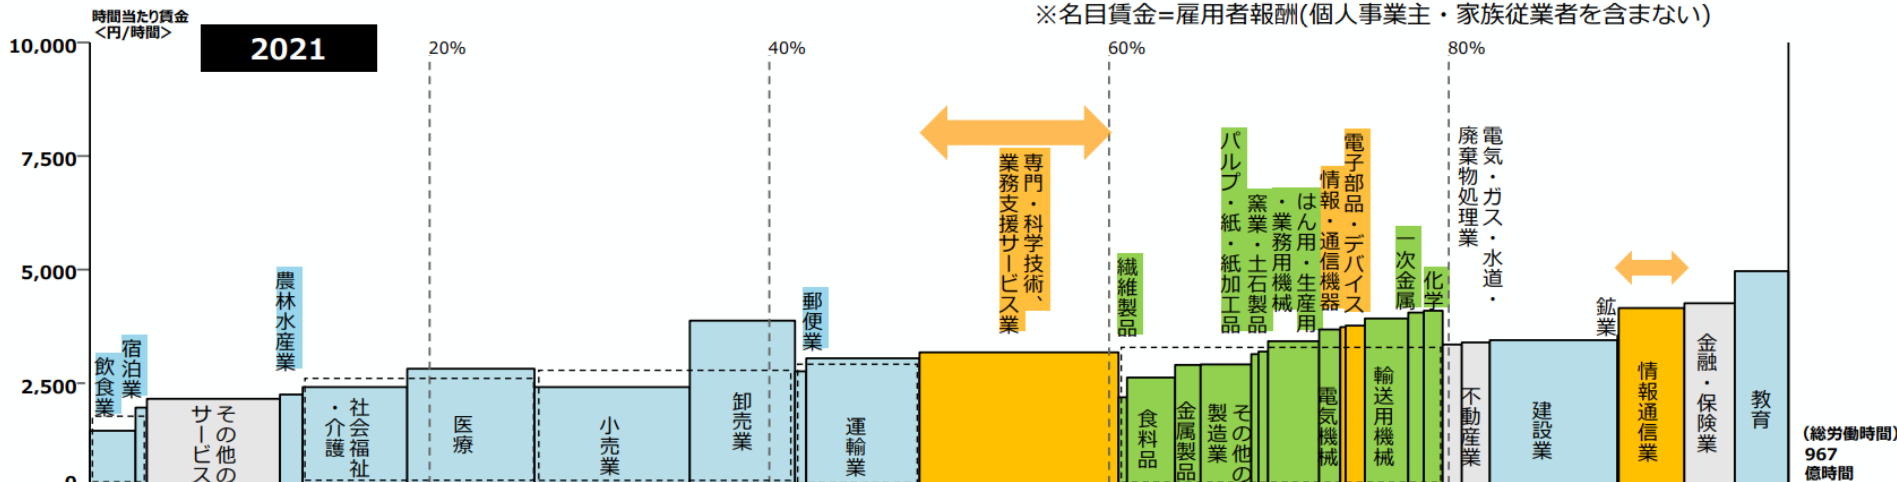 時間当たり賃金
<円/時間>
※名目賃金=雇用者報酬(個人事業主・家族従業者を含まない)
2021
10,000
7,500
5,000
2,500
0
20%
40%
60%
80%
飲食業
宿泊業
その他の
サービス
農林水産業
社会福祉
・介護
医療
小売業
卸売業
郵便業
運輸業
専門・科学技術、
業務支援サービス業
繊維製品
食料品
金属製品
その他の
製造業
パルプ・紙・紙加工品
窯業・土石製品
はん用・生産用
・業務用機械
電気機械
情報・通信機器
電子部品・デバイス
輸送用機械
一次金属
化学
電気・ガス・水道・
廃棄物処理業
不動産業
建設業
鉱業
情報通信業
金融・保険業
教育
(総労働時間)
967
億時間